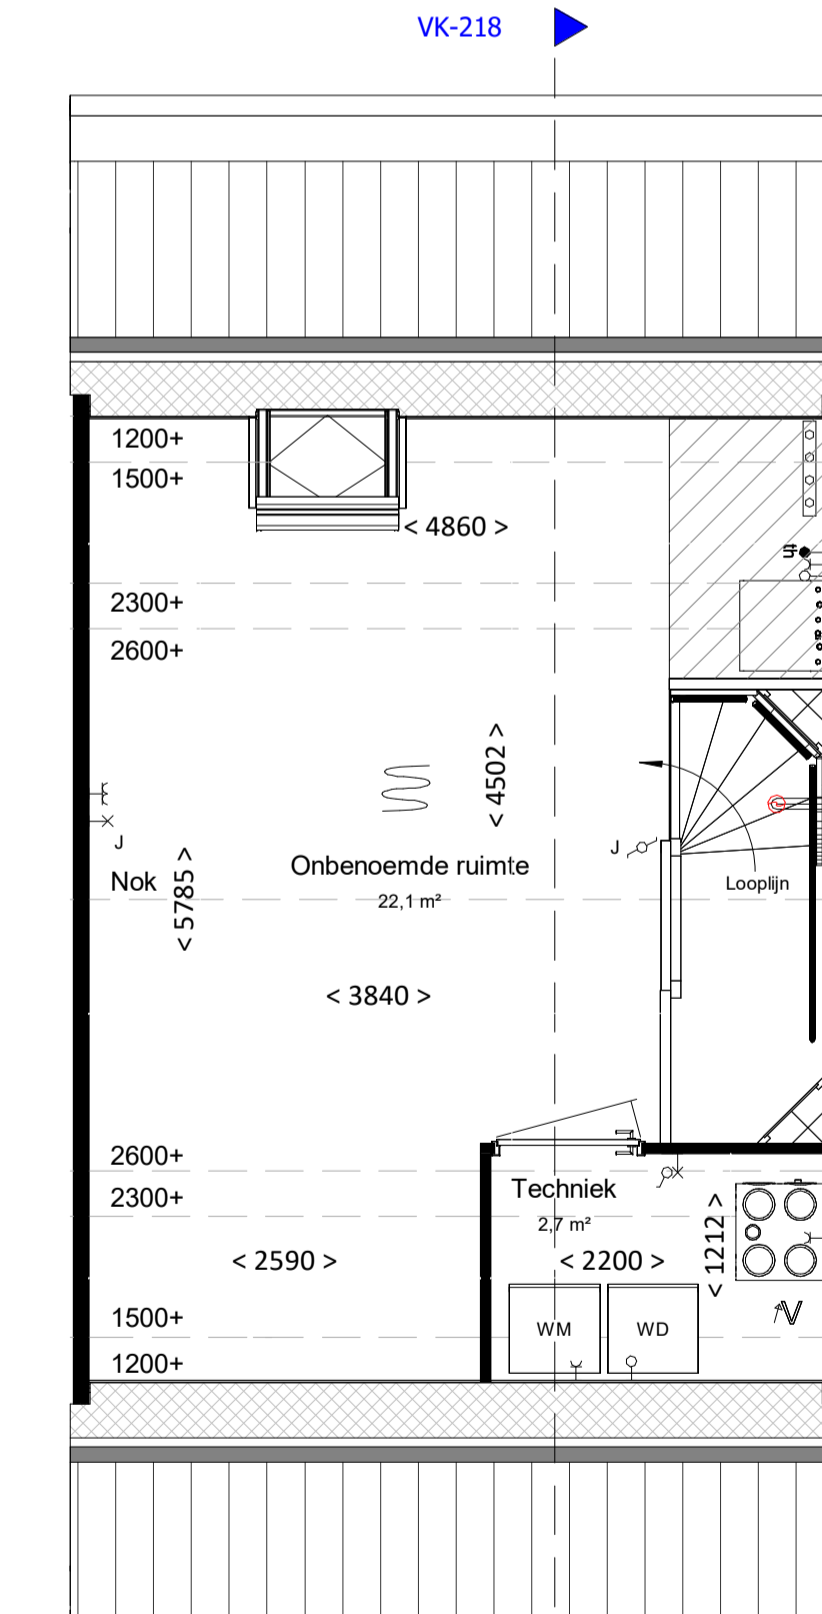 VK-218
1200+
1500+
< 4860 >
th
2300+
2600+
< 4502 >
J
J
Onbenoemde ruimte
22,1 m²
Nok
< 5785 >
Looplijn
< 3840 >
2600+
2300+
Techniek
2,7 m²
< 1212 >
< 2590 >
< 2200 >
1500+
WM
WD
V
1200+